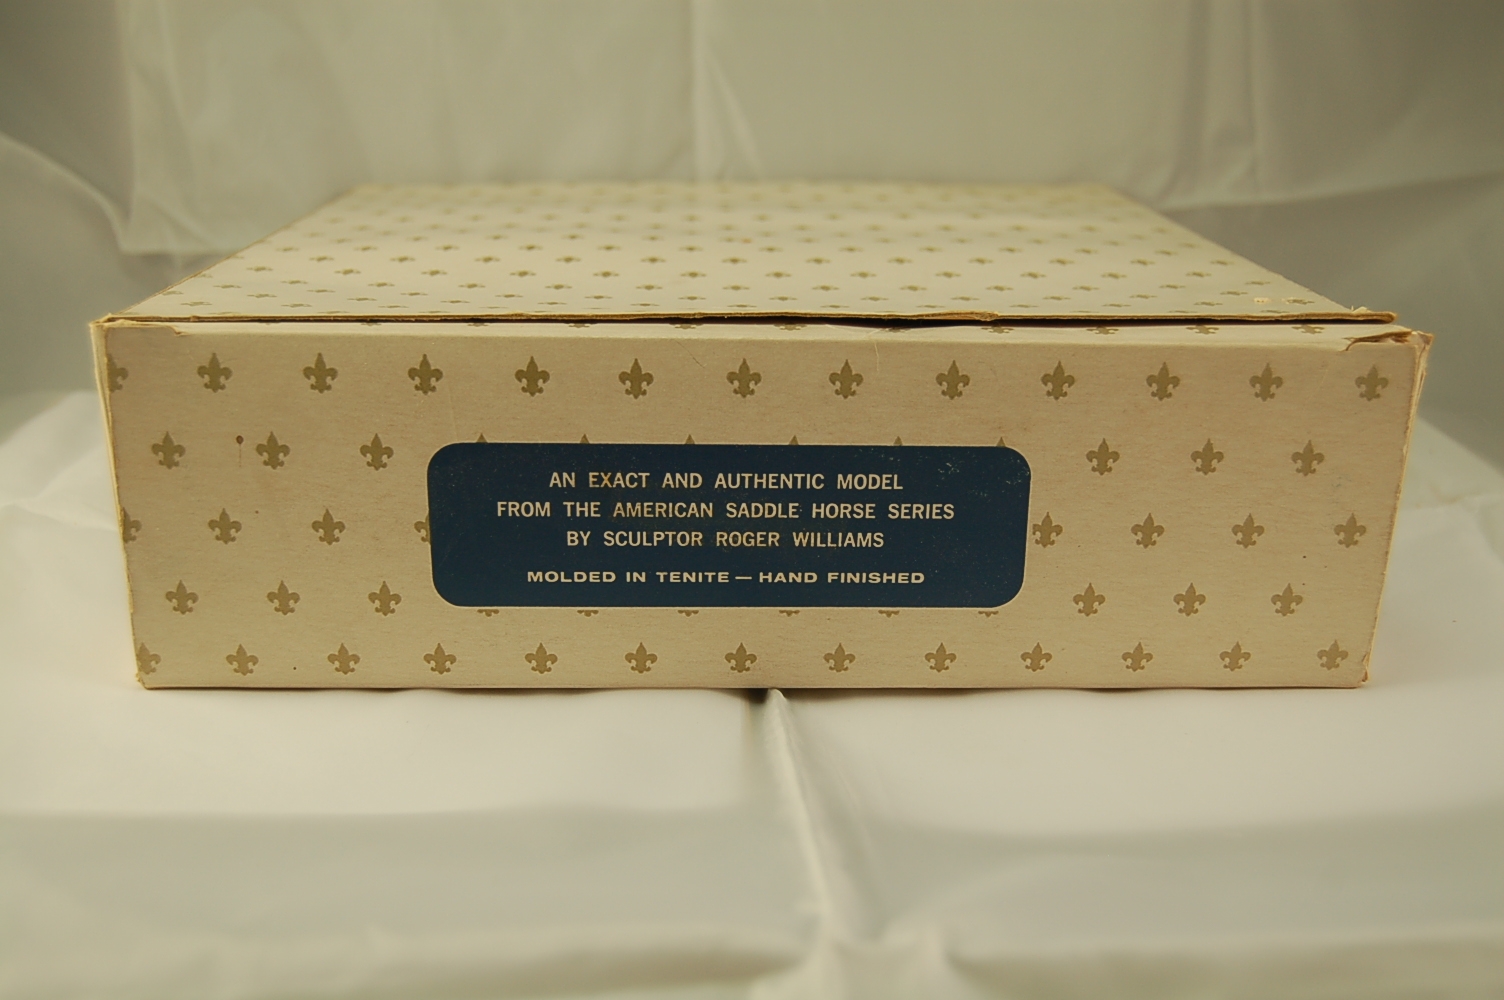 AN EXACT AND AUTHENTIC MODEL
FROM THE AMERICAN SADDLE HORSE SERIES
BY SCULPTOR ROGER WILLIAMS
MOLDED IN TENITE — HAND FINISHED